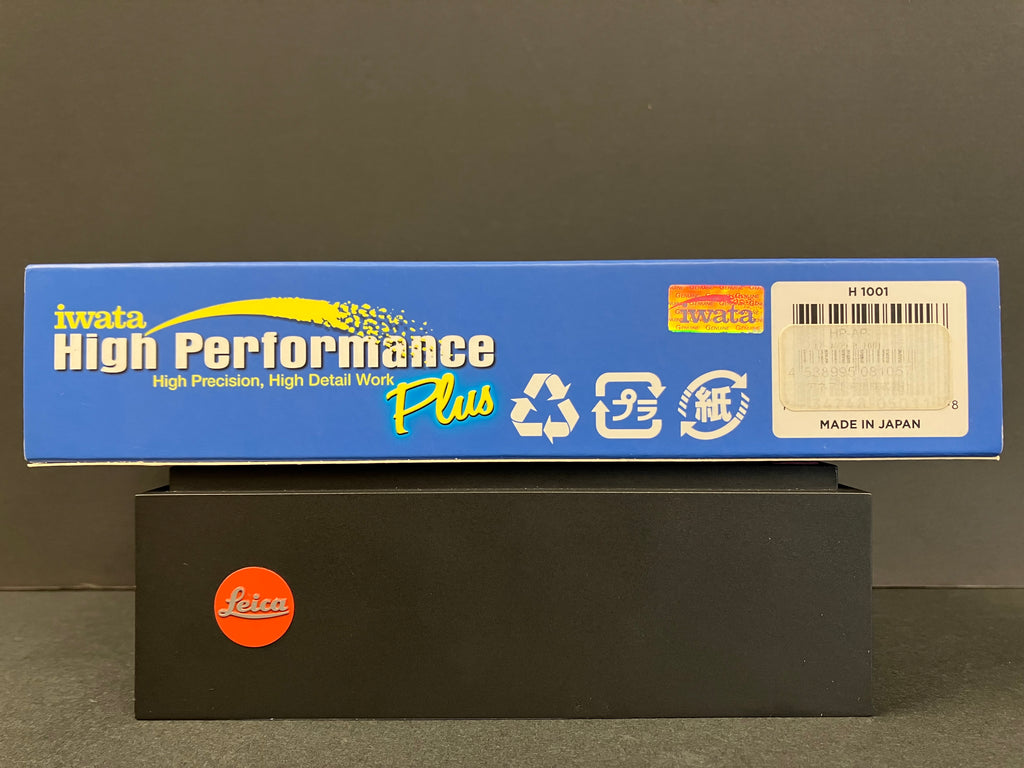 iwata
High Performance
High Precision, High Detail Work
Plus
プラ
紙
iwata
H 1001
MADE IN JAPAN
Leica